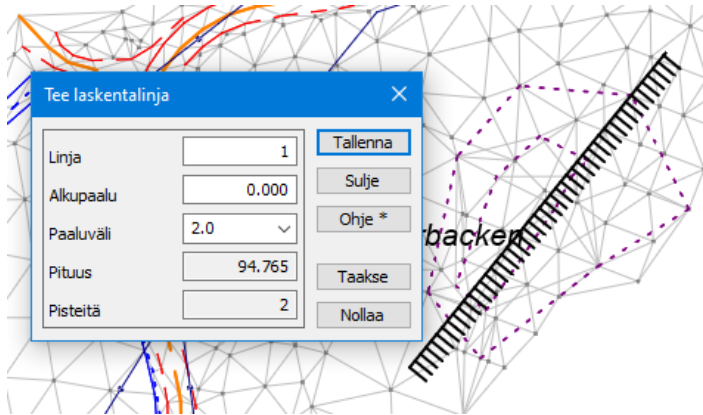 Tee laskentalinja
Linja 1 Tallenna
Alkupaalu 0.000 Sulje
Paaluväli 2.0 Ohje *
Pituus 94.765 Taakse
Pisteitä 2 Nollaa
backen